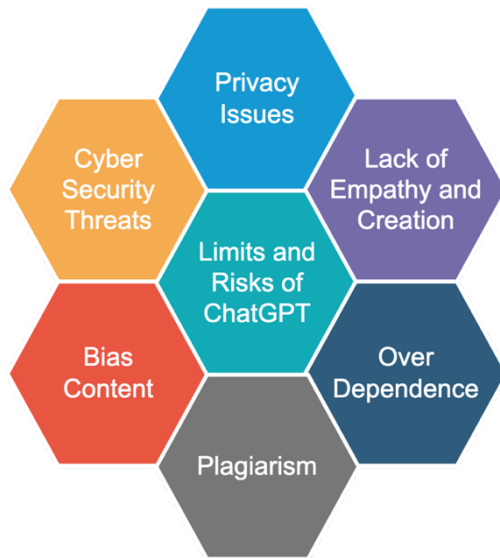 Privacy
Issues
Cyber
Security
Threats
Lack of
Empathy and
Creation
Limits and
Risks of
ChatGPT
Bias
Content
Over
Dependence
Plagiarism